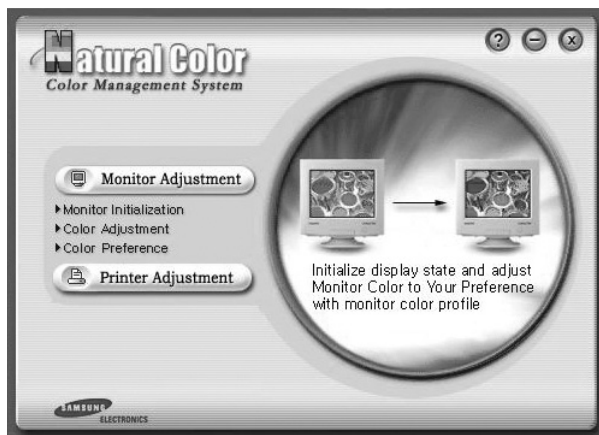 Natural Color
Color Management System
Monitor Adjustment
Monitor Initialization
Color Adjustment
Color Preference
Printer Adjustment
Initialize display state and adjust
Monitor Color to Your Preference
with monitor color profile
SAMSUNG
ELECTRONICS